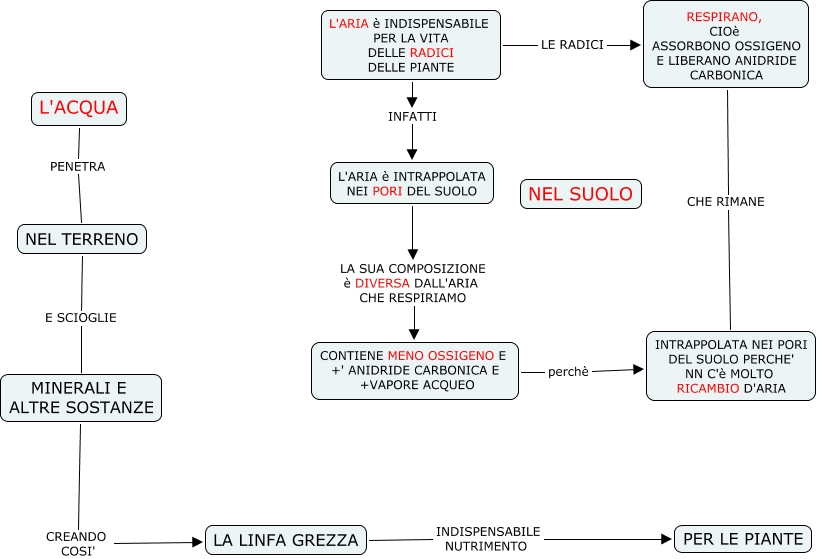 L'ARIA è INDISPENSABILE
PER LA VITA
DELLE RADICI
DELLE PIANTE
LE RADICI
RESPIRANO,
CIOè
ASSORBONO OSSIGENO
E LIBERANO ANIDRIDE
CARBONICA
L'ACQUA
INFATTI
PENETRA
L'ARIA è INTRAPPOLATA
NEI PORI DEL SUOLO
NEL SUOLO
CHE RIMANE
NEL TERRENO
LA SUA COMPOSIZIONE
è DIVERSA DALL'ARIA
CHE RESPIRIAMO
E SCIOGLIE
CONTIENE MENO OSSIGENO E
+' ANIDRIDE CARBONICA E
+VAPORE ACQUEO
perchè
INTRAPPOLATA NEI PORI
DEL SUOLO PERCHE'
NN C'è MOLTO
RICAMBIO D'ARIA
MINERALI E
ALTRE SOSTANZE
CREANDO
COSI'
LA LINFA GREZZA
INDISPENSABILE
NUTRIMENTO
PER LE PIANTE